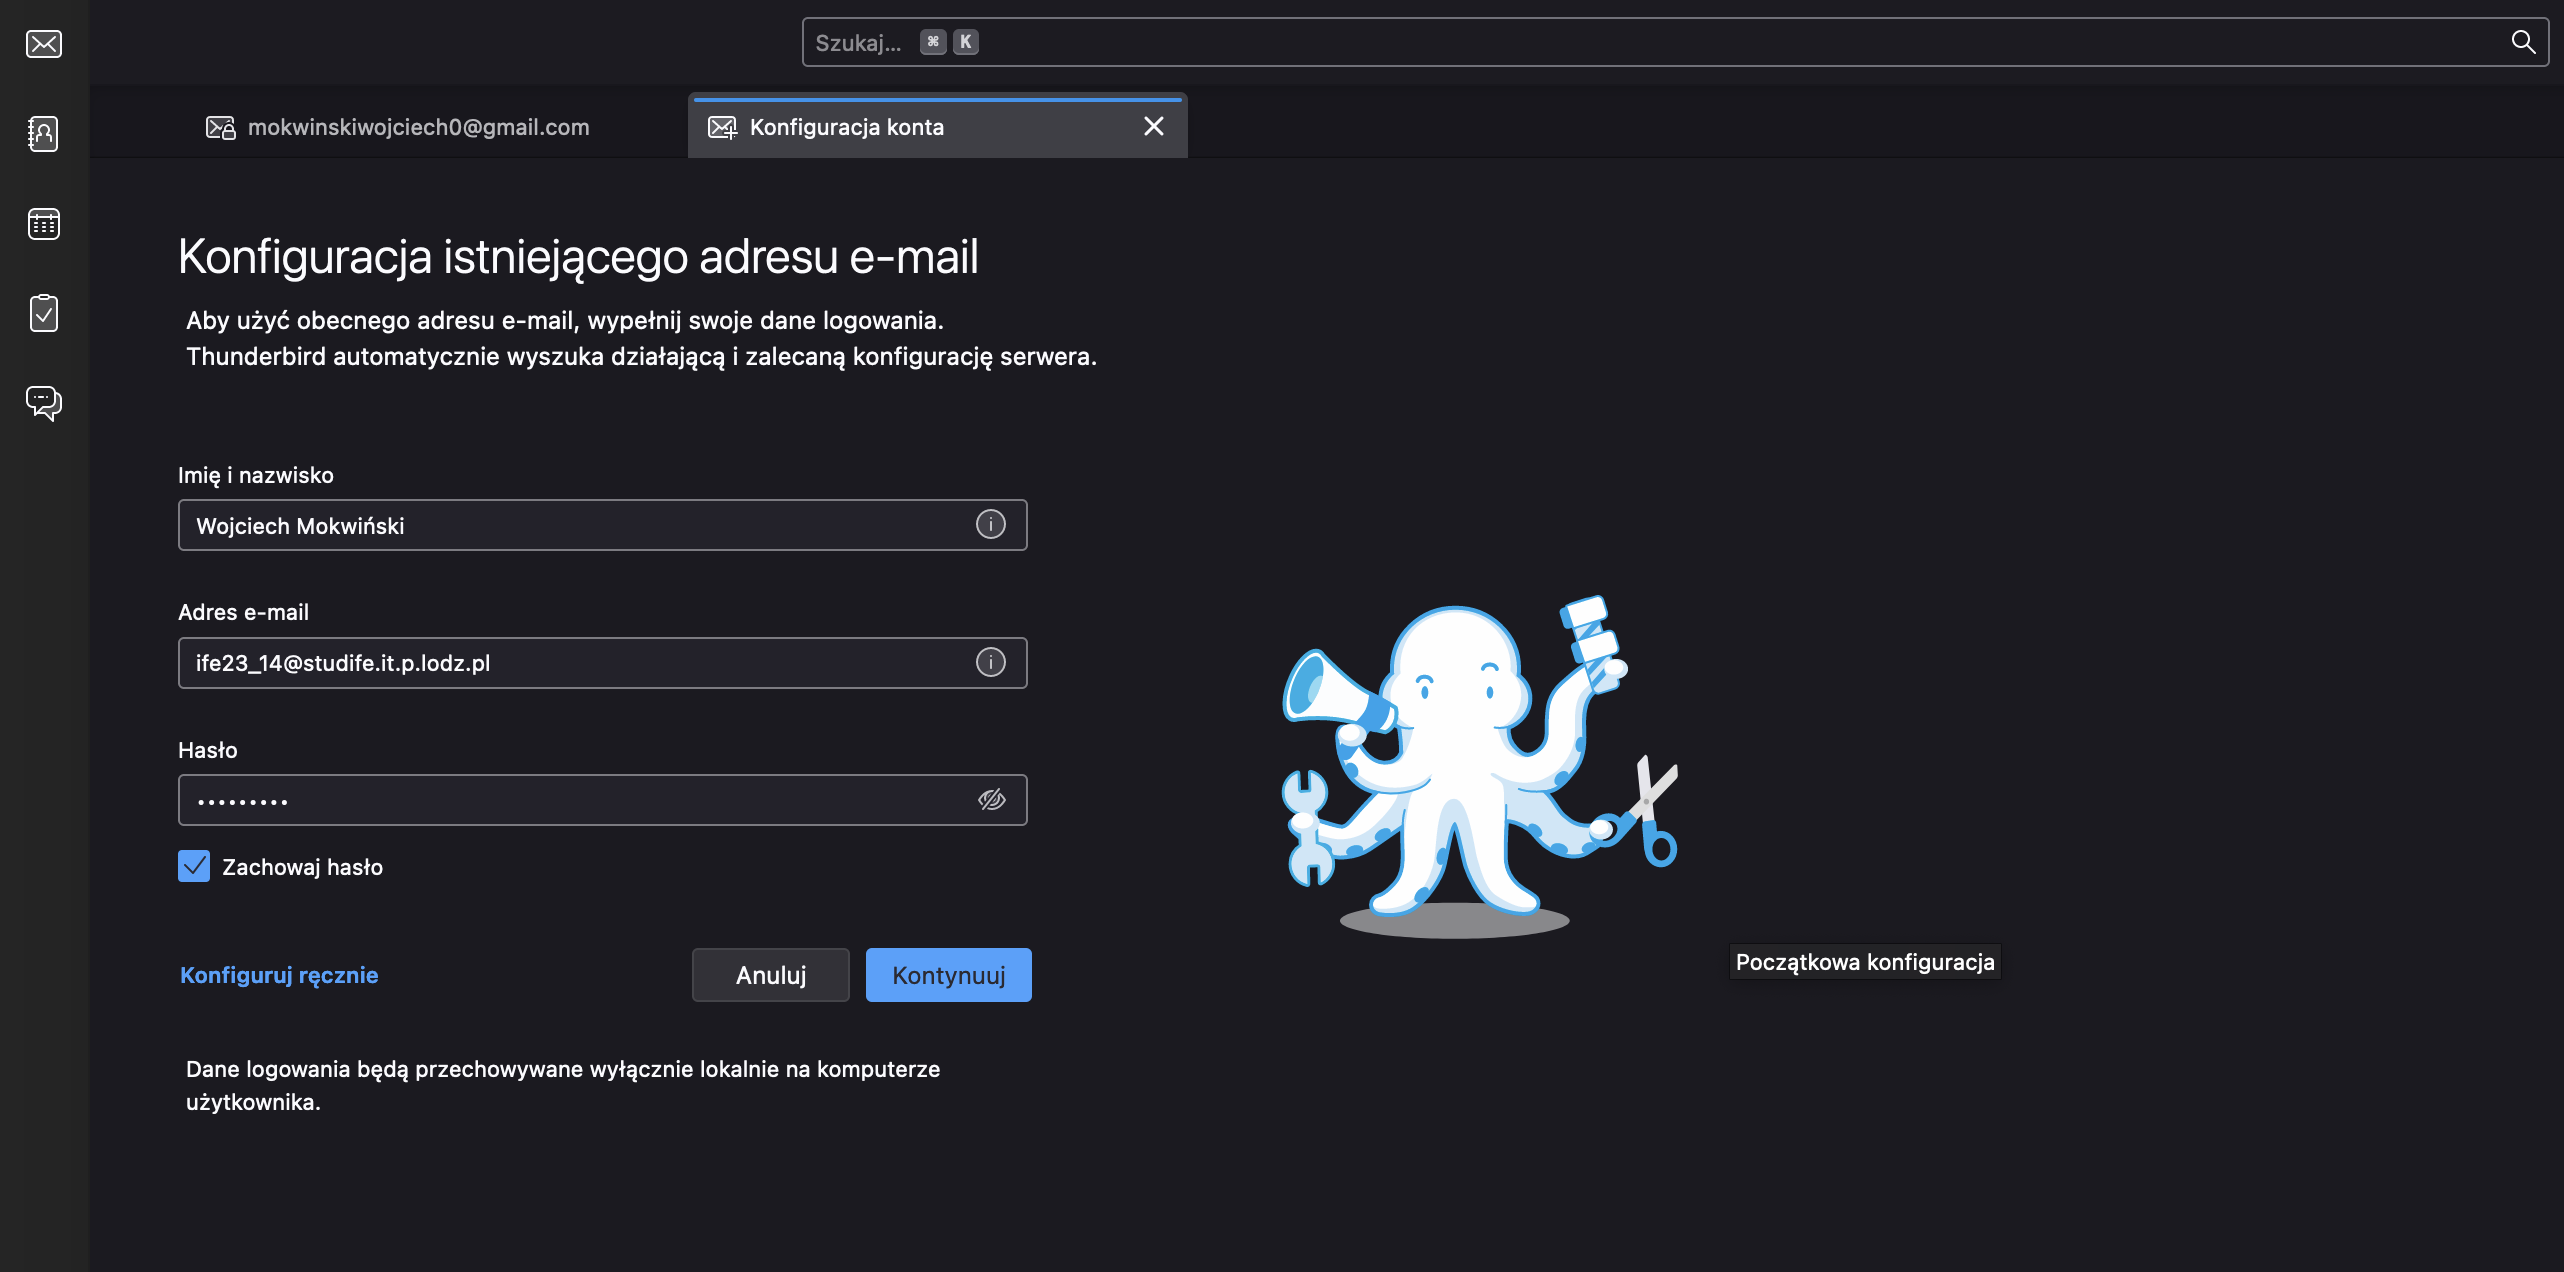 Szukaj... ⌘ K
mokwinskiwojciech0@gmail.com
Konfiguracja konta
Konfiguracja istniejącego adresu e-mail
Aby użyć obecnego adresu e-mail, wypełnij swoje dane logowania.
Thunderbird automatycznie wyszuka działającą i zalecaną konfigurację serwera.
Imię i nazwisko
Wojciech Mokwiński
Adres e-mail
ife23_14@studife.it.p.lodz.pl
Hasło
•••••••••
Zachowaj hasło
Początkowa konfiguracja
Konfiguruj ręcznie
Anuluj
Kontynuuj
Dane logowania będą przechowywane wyłącznie lokalnie na komputerze
użytkownika.